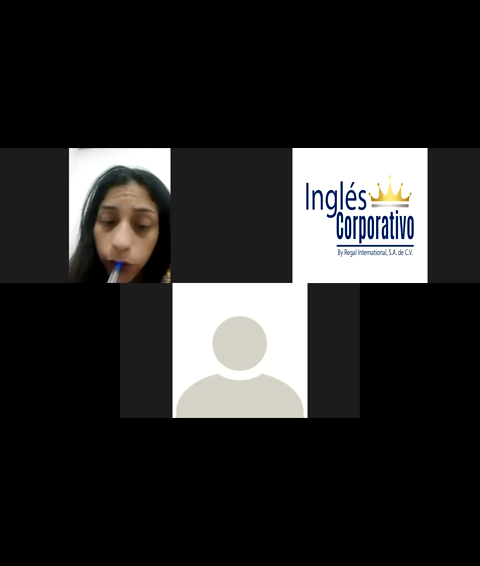 Inglés
Corporativo
By Regal International, S.A. de C.V.